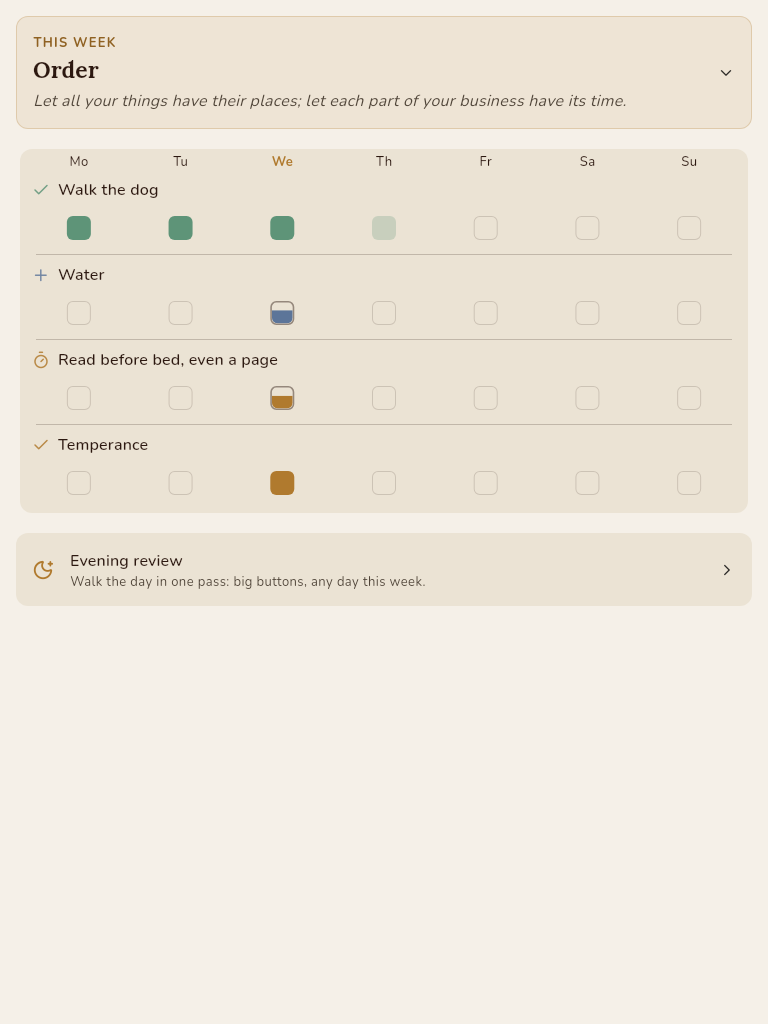 THIS WEEK
Order
Let all your things have their places; let each part of your business have its time.
Mo Tu We Th Fr Sa Su
Walk the dog
Water
Read before bed, even a page
Temperance
Evening review
Walk the day in one pass: big buttons, any day this week.